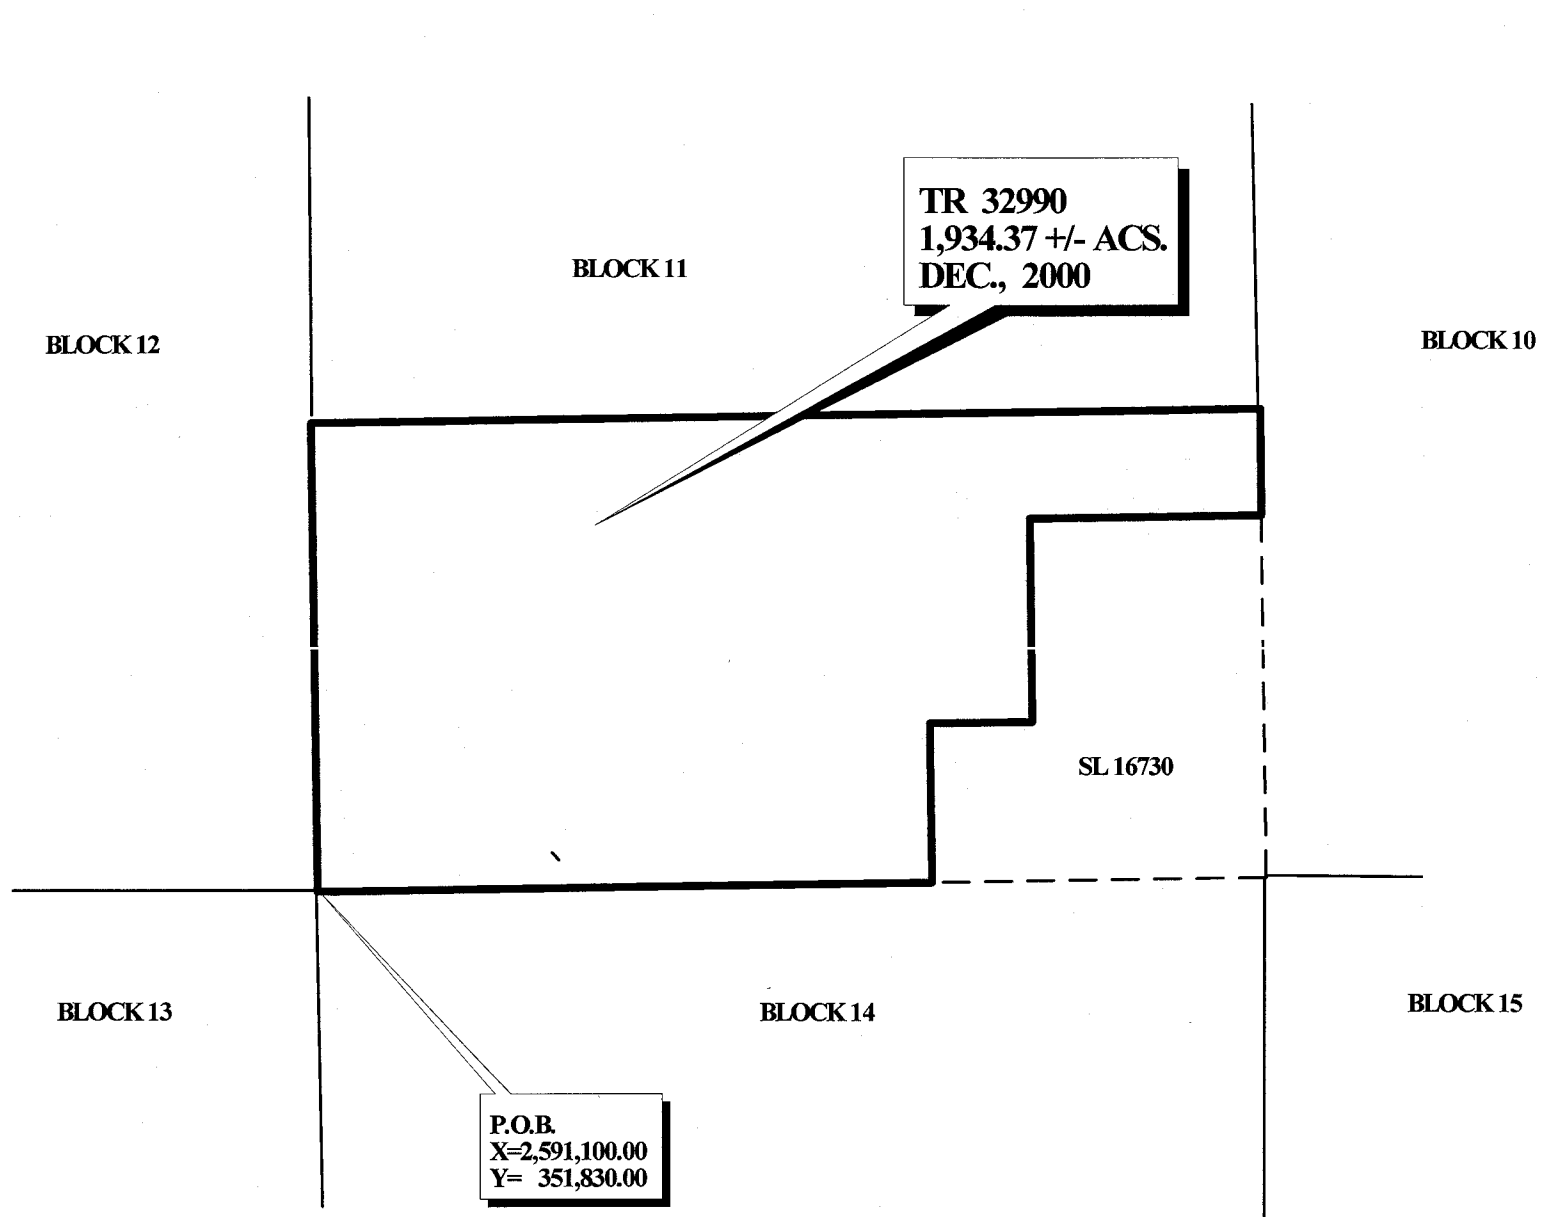 TR 32990
1,934.37 +/- ACS.
DEC., 2000
BLOCK 11
BLOCK 12
BLOCK 10
SL 16730
BLOCK 13
BLOCK 14
BLOCK 15
P.O.B.
X=2,591,100.00
Y= 351,830.00